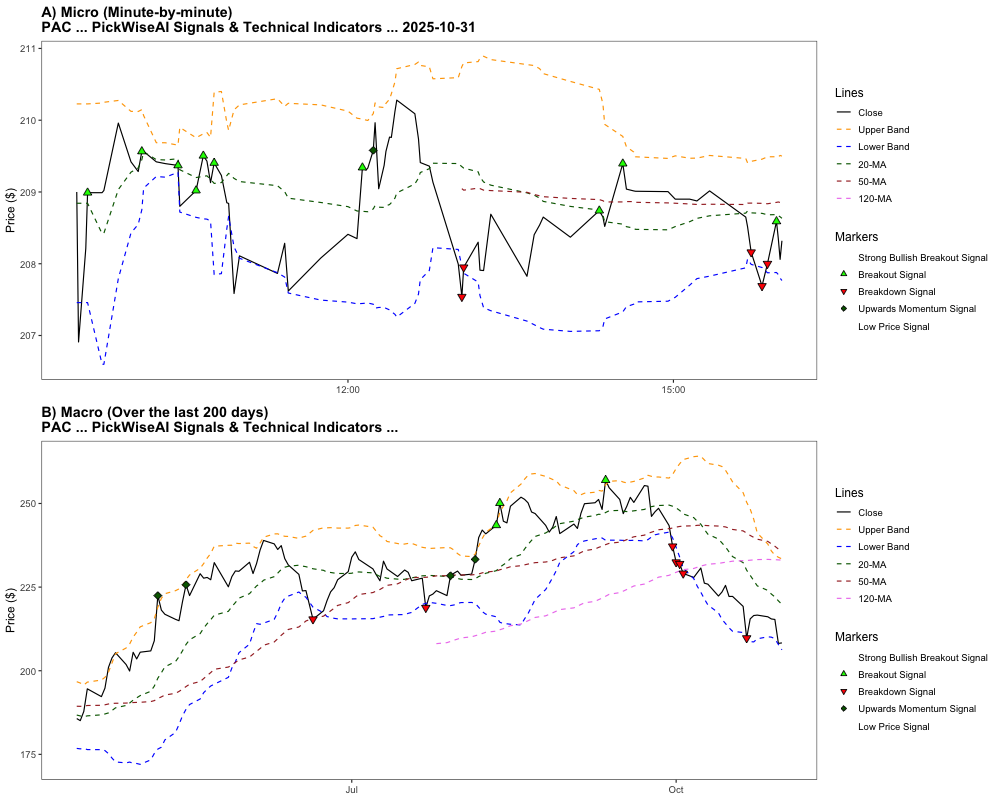 A) Micro (Minute-by-minute)
PAC ... PickWiseAI Signals & Technical Indicators ... 2025-10-31
211
210
209
208
207
Price ($)
12:00
15:00
Lines
Close
Upper Band
Lower Band
20-MA
50-MA
120-MA
Markers
Strong Bullish Breakout Signal
Breakout Signal
Breakdown Signal
Upwards Momentum Signal
Low Price Signal
B) Macro (Over the last 200 days)
PAC ... PickWiseAI Signals & Technical Indicators ...
250
225
200
175
Price ($)
Jul
Oct
Lines
Close
Upper Band
Lower Band
20-MA
50-MA
120-MA
Markers
Strong Bullish Breakout Signal
Breakout Signal
Breakdown Signal
Upwards Momentum Signal
Low Price Signal